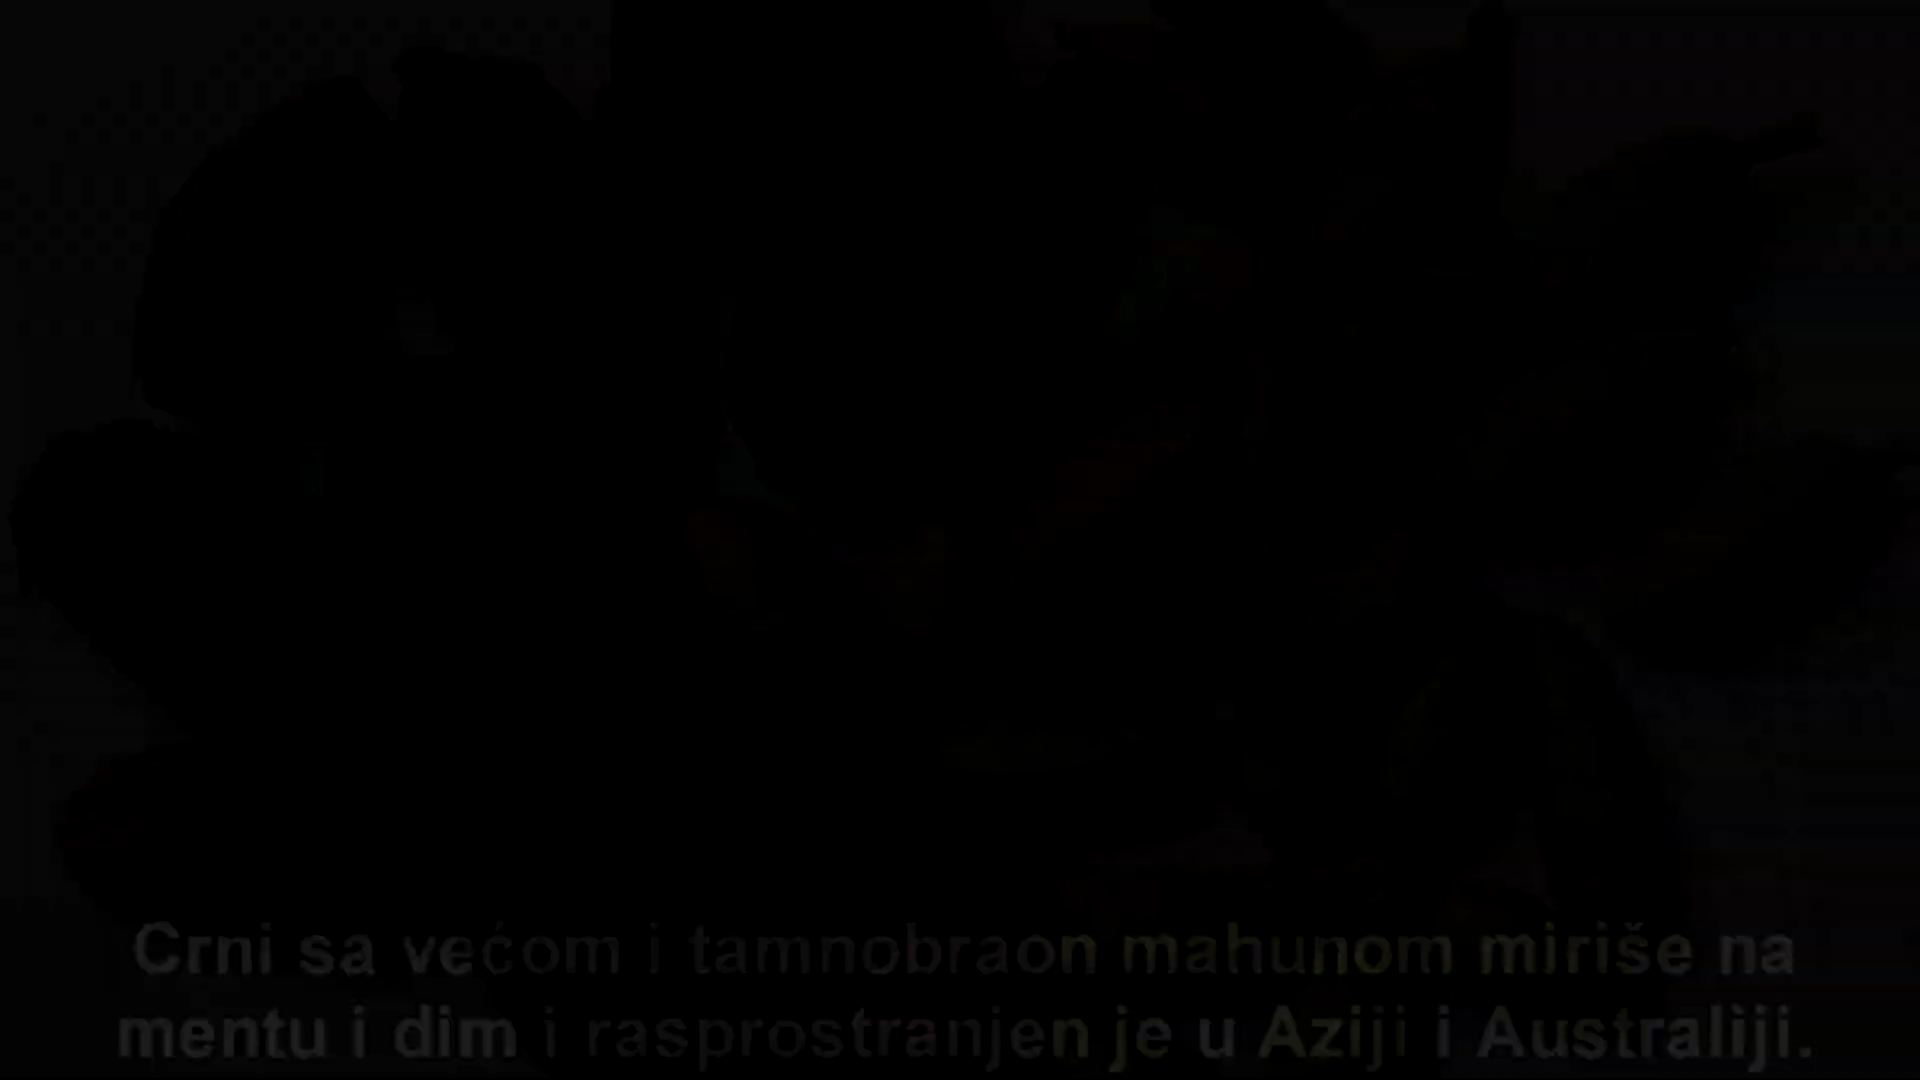 Crni sa većom i tamnobraon mahunom miriše na
mentu i dim i rasprostranjen je u Aziji i Australiji.